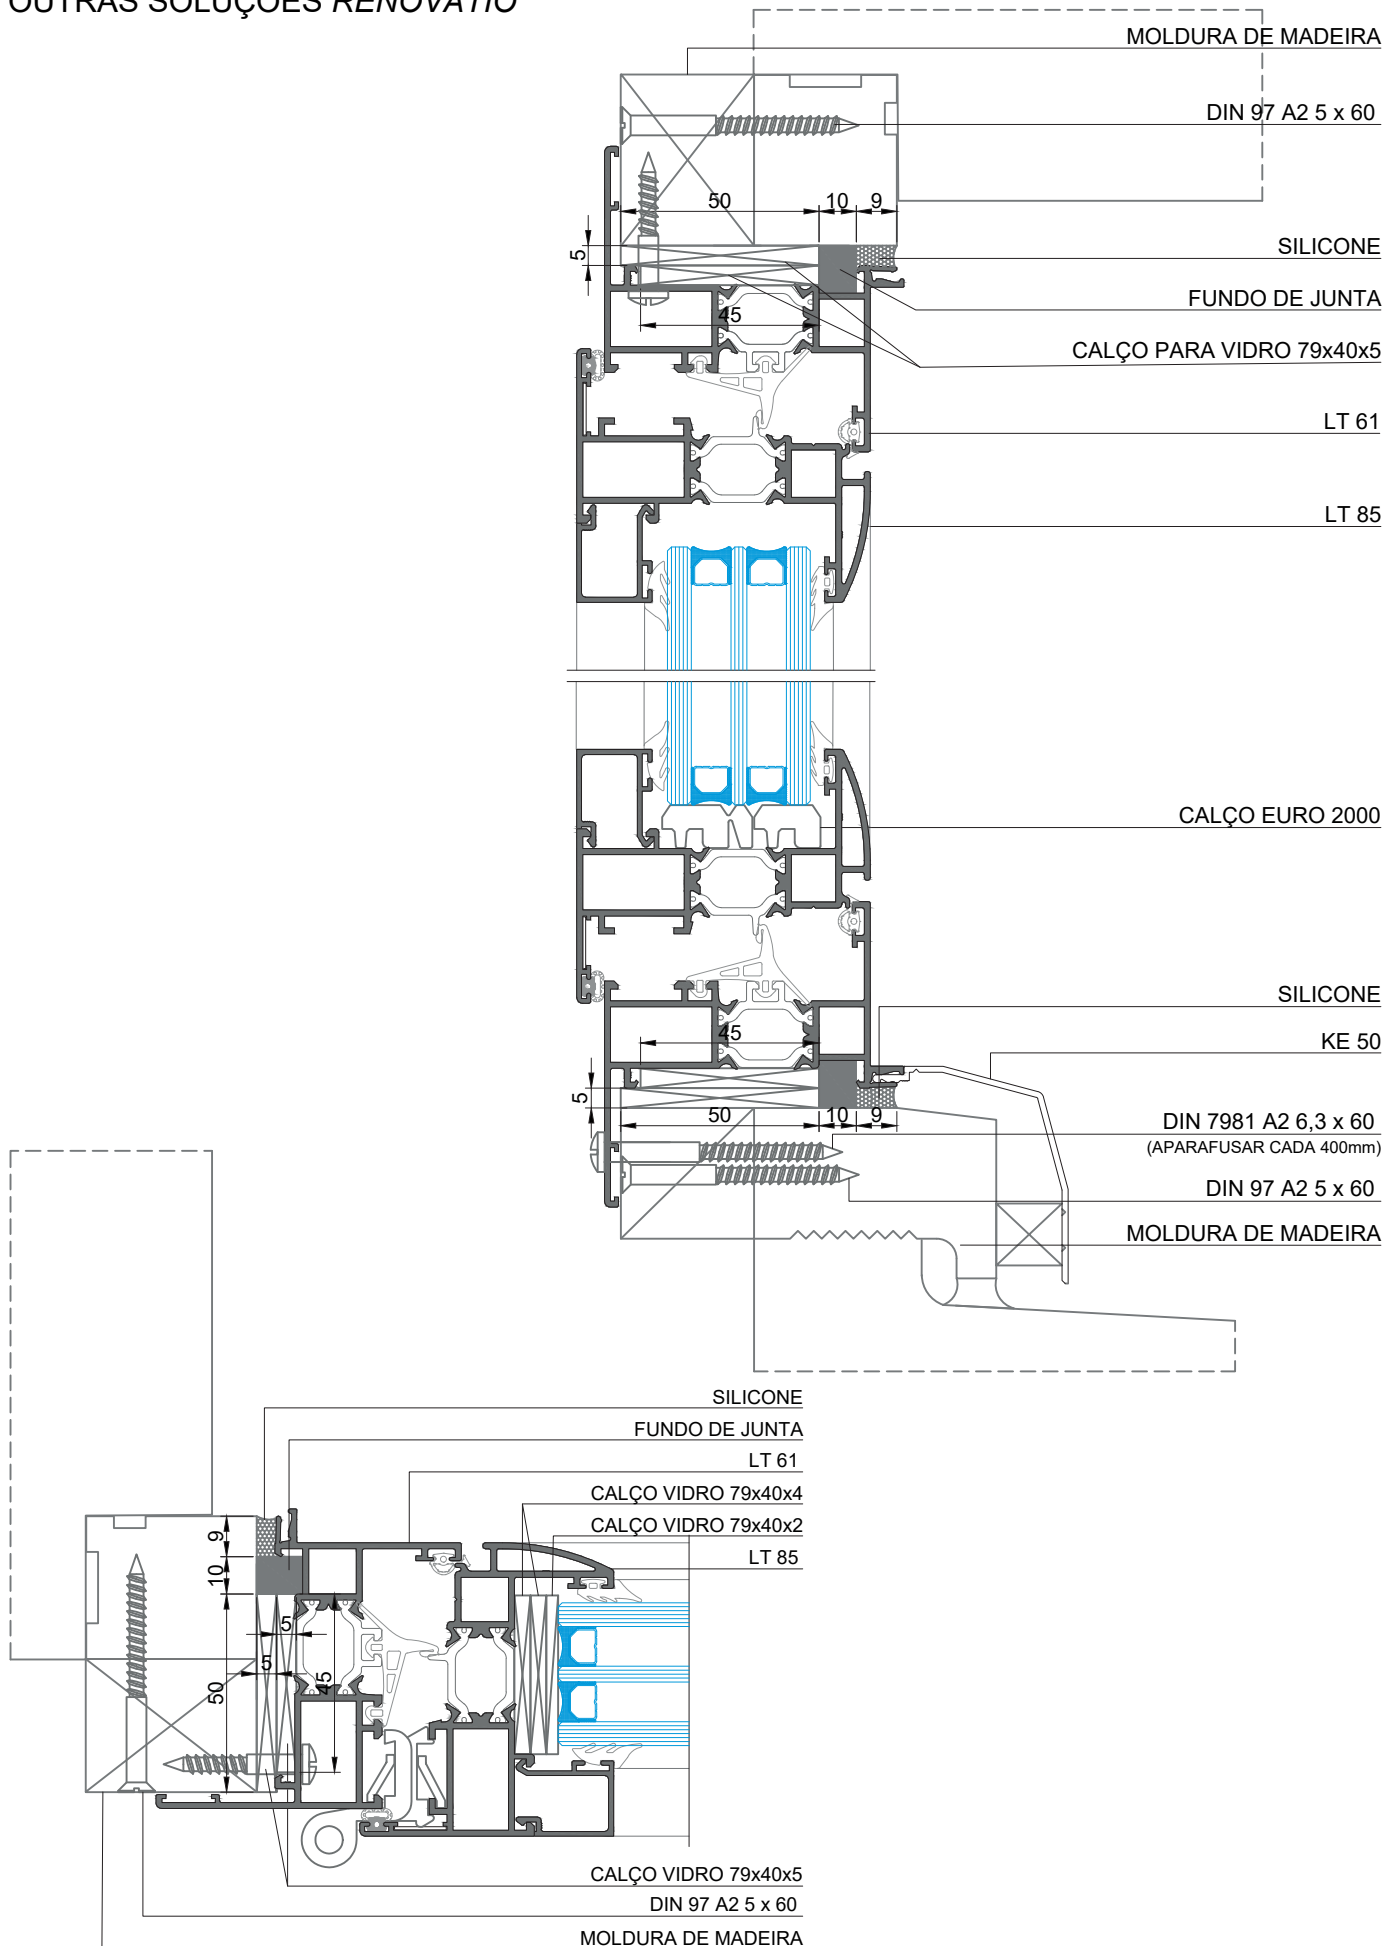 OUTRAS SOLUÇÕES RENOVATIO
MOLDURA DE MADEIRA
DIN 97 A2 5 x 60
50 10 9
5
SILICONE
FUNDO DE JUNTA
45
CALÇO PARA VIDRO 79x40x5
LT 61
LT 85
CALÇO EURO 2000
SILICONE
45
KE 50
5
50 10 9
DIN 7981 A2 6,3 x 60
(APARAFUSAR CADA 400mm)
DIN 97 A2 5 x 60
MOLDURA DE MADEIRA
SILICONE
FUNDO DE JUNTA
LT 61
CALÇO VIDRO 79x40x4
CALÇO VIDRO 79x40x2
LT 85
9
10
5
5
50
45
CALÇO VIDRO 79x40x5
DIN 97 A2 5 x 60
MOLDURA DE MADEIRA